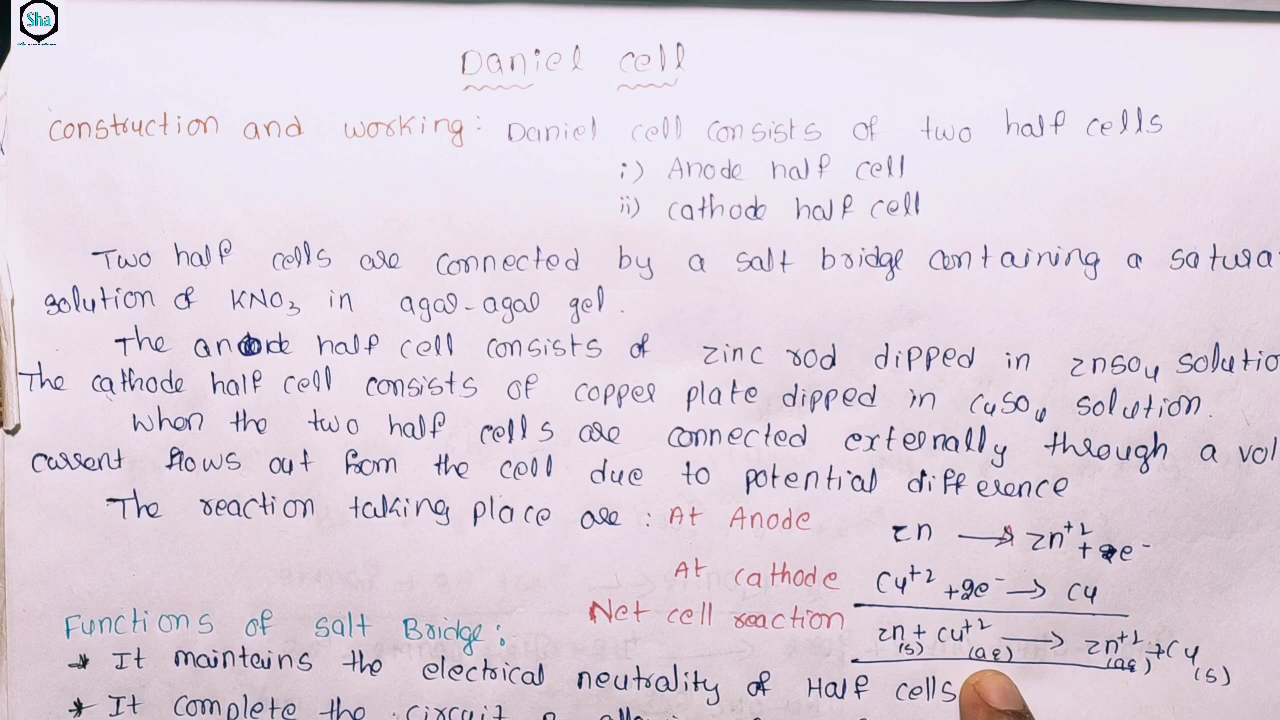 Sha
Daniel cell
construction and working: Daniel cell consists of two half cells
i) Anode half cell
ii) cathode half cell
Two half cells are connected by a salt bridge containing a satura
solution of KNO3 in agar-agar gel.
The anode half cell consists of zinc rod dipped in ZnSO4 solutio
The cathode half cell consists of copper plate dipped in CuSO4 solution.
when the two half cells are connected externally through a vol
current flows out from the cell due to potential difference
The reaction taking place are : At Anode Zn → Zn+2 + 2e-
At cathode Cu+2 + 2e- → Cu
Net cell reaction Zn(s) + Cu+2(aq) → Zn+2(aq) + Cu(s)
Functions of salt Bridge:
→ It maintains the electrical neutrality of Half cells
* It complete the circuit